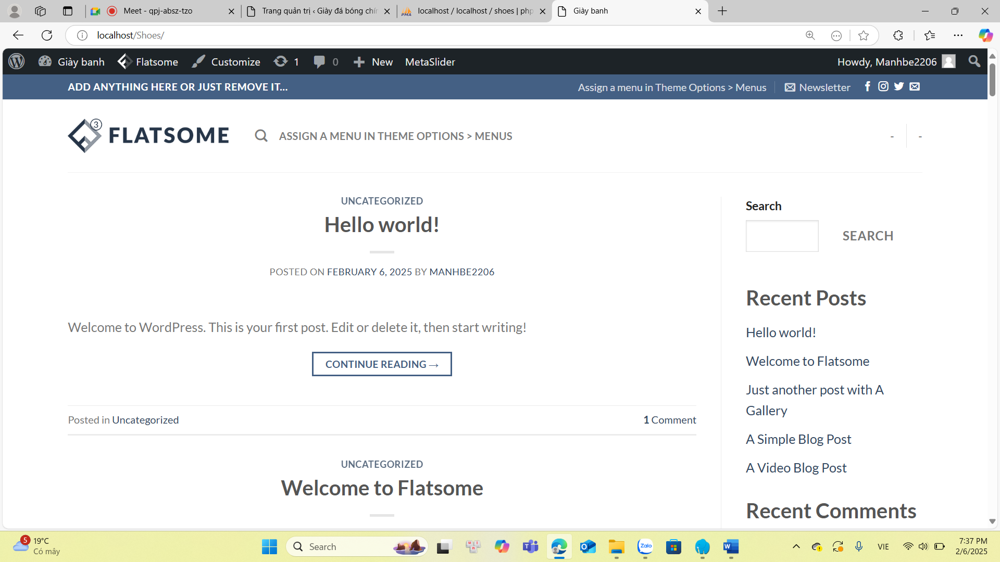 Meet - qpj-absz-tzo
Trang quản trị ‹ Giày đá bóng chín
localhost / localhost / shoes | php
Giày banh
localhost/Shoes/
Giày banh
Flatsome
Customize
1
0
New
MetaSlider
Howdy, Manhbe2206
ADD ANYTHING HERE OR JUST REMOVE IT...
Assign a menu in Theme Options > Menus
Newsletter
3
FLATSOME
ASSIGN A MENU IN THEME OPTIONS > MENUS
-
-
UNCATEGORIZED
Hello world!
POSTED ON FEBRUARY 6, 2025 BY MANHBE2206
Welcome to WordPress. This is your first post. Edit or delete it, then start writing!
CONTINUE READING →
Posted in Uncategorized
1 Comment
UNCATEGORIZED
Welcome to Flatsome
Search
SEARCH
Recent Posts
Hello world!
Welcome to Flatsome
Just another post with A
Gallery
A Simple Blog Post
A Video Blog Post
Recent Comments
5
19°C
Có mây
Search
Zalo
VIE
7:37 PM
2/6/2025